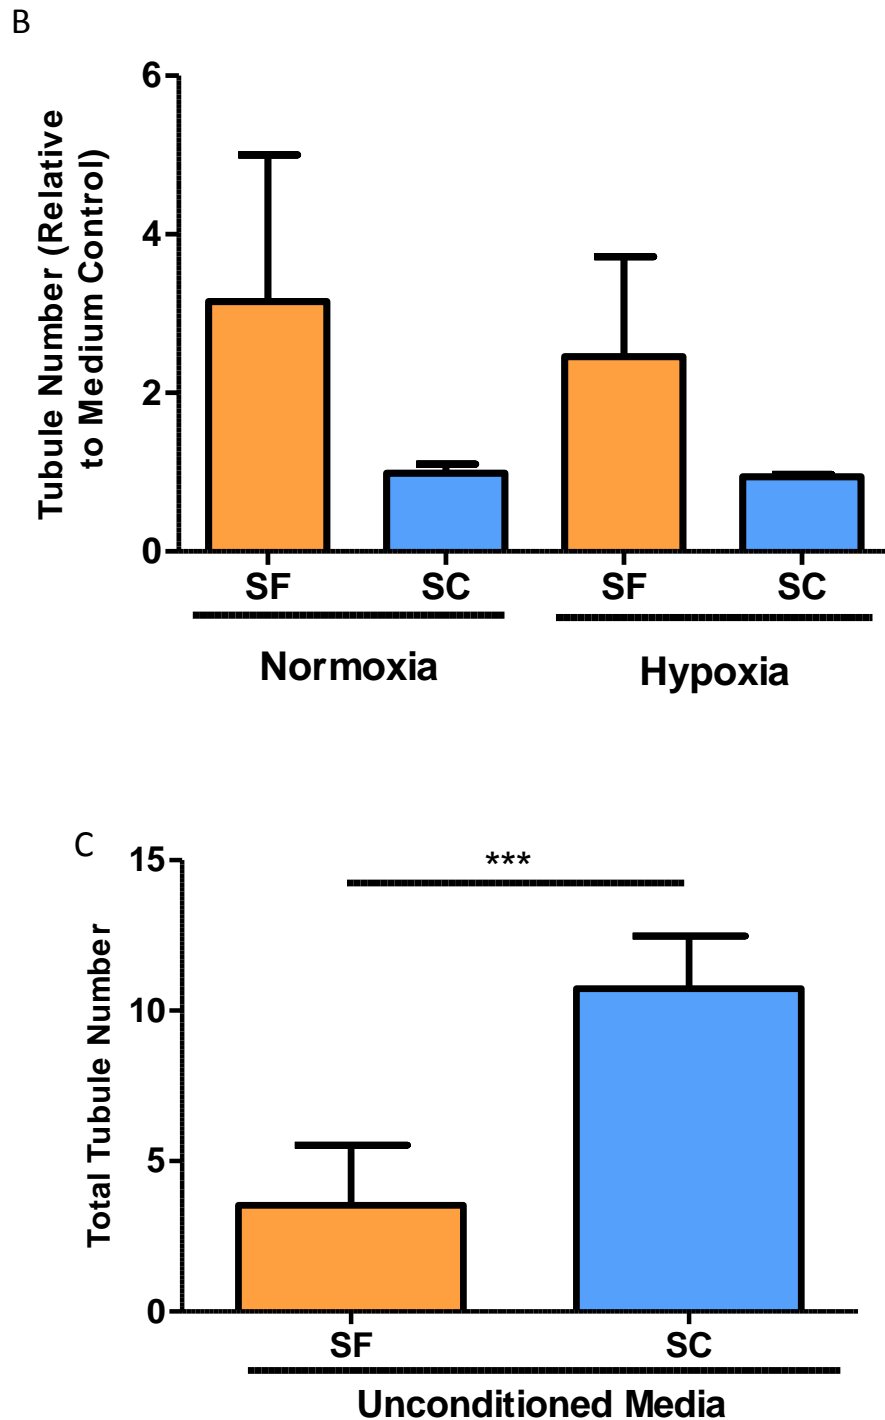 B
Tubule Number (Relative
to Medium Control)
6
4
2
0
SF SC SF SC
Normoxia Hypoxia
C
***
Total Tubule Number
15
10
5
0
SF SC
Unconditioned Media